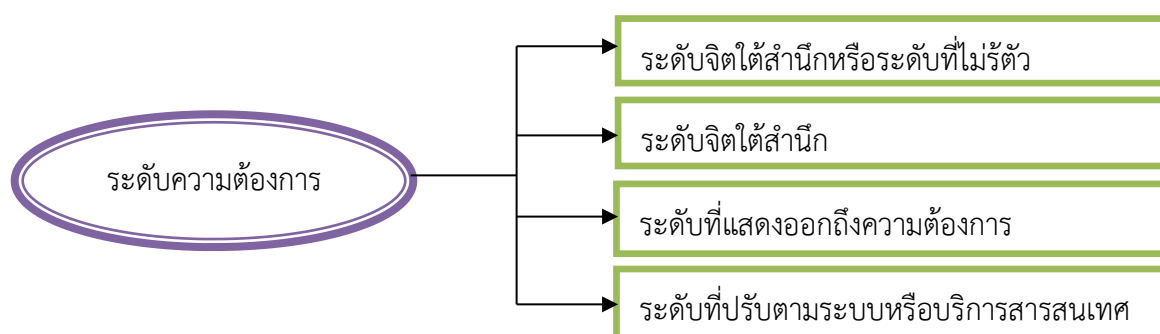 ระดับจิตใต้สำนึกหรือระดับที่ไม่ร้ตัว
ระดับจิตใต้สำนึก
ระดับความต้องการ
ระดับที่แสดงออกถึงความต้องการ
ระดับที่ปรับตามระบบหรือบริการสารสนเทศ